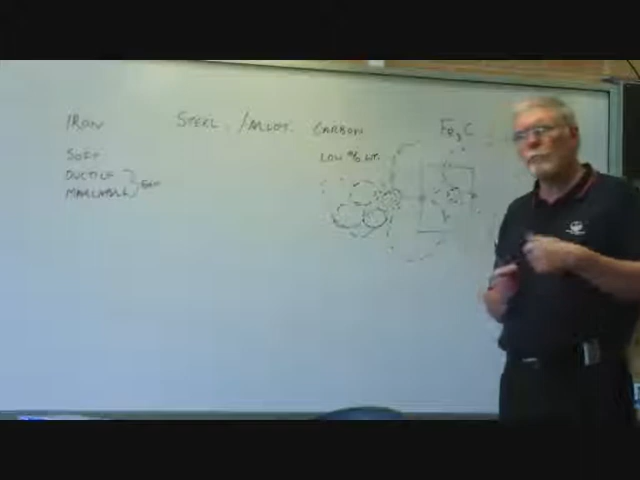 IRON STEEL / ALLOY CARBON Fe3C
SOFT LOW % WT.
DUCTILE
MALLEABLE